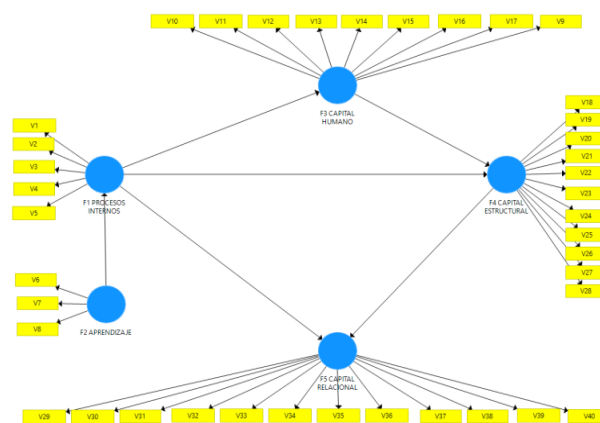 V10 V11 V12 V13 V14 V15 V16 V17 V9
F3 CAPITAL
HUMANO
V1
V2
V3
V4
V5
F1 PROCESOS
INTERNOS
V18
V19
V20
V21
V22
V23
V24
V25
V26
V27
V28
F4 CAPITAL
ESTRUCTURAL
V6
V7
V8
F2 APRENDIZAJE
F5 CAPITAL
RELACIONAL
V29 V30 V31 V32 V33 V34 V35 V36 V37 V38 V39 V40